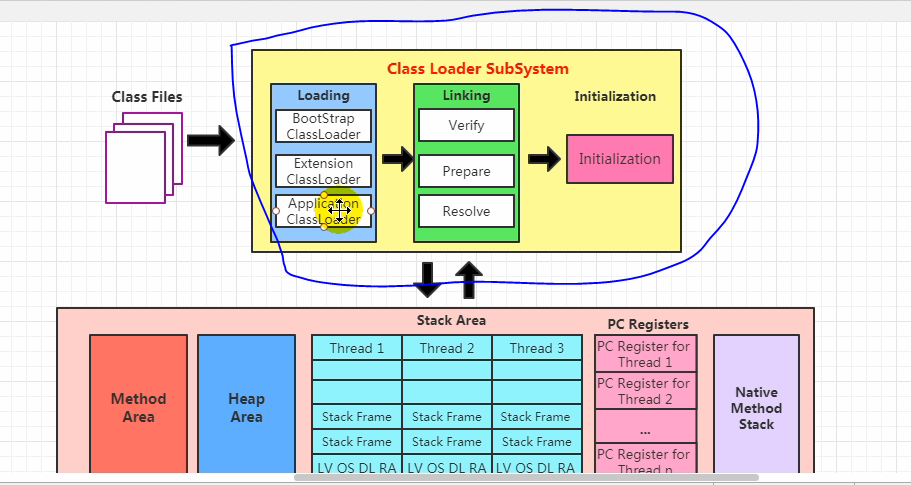 Class Loader SubSystem
Class Files
Loading
BootStrap
ClassLoader
Extension
ClassLoader
Application
ClassLoader
Linking
Verify
Prepare
Resolve
Initialization
Initialization
Method
Area
Heap
Area
Stack Area
Thread 1 Thread 2 Thread 3
Stack Frame Stack Frame Stack Frame
Stack Frame Stack Frame Stack Frame
LV OS DL RA LV OS DL RA LV OS DL RA
PC Registers
PC Register for
Thread 1
PC Register for
Thread 2
...
PC Register for
Thread n
Native
Method
Stack